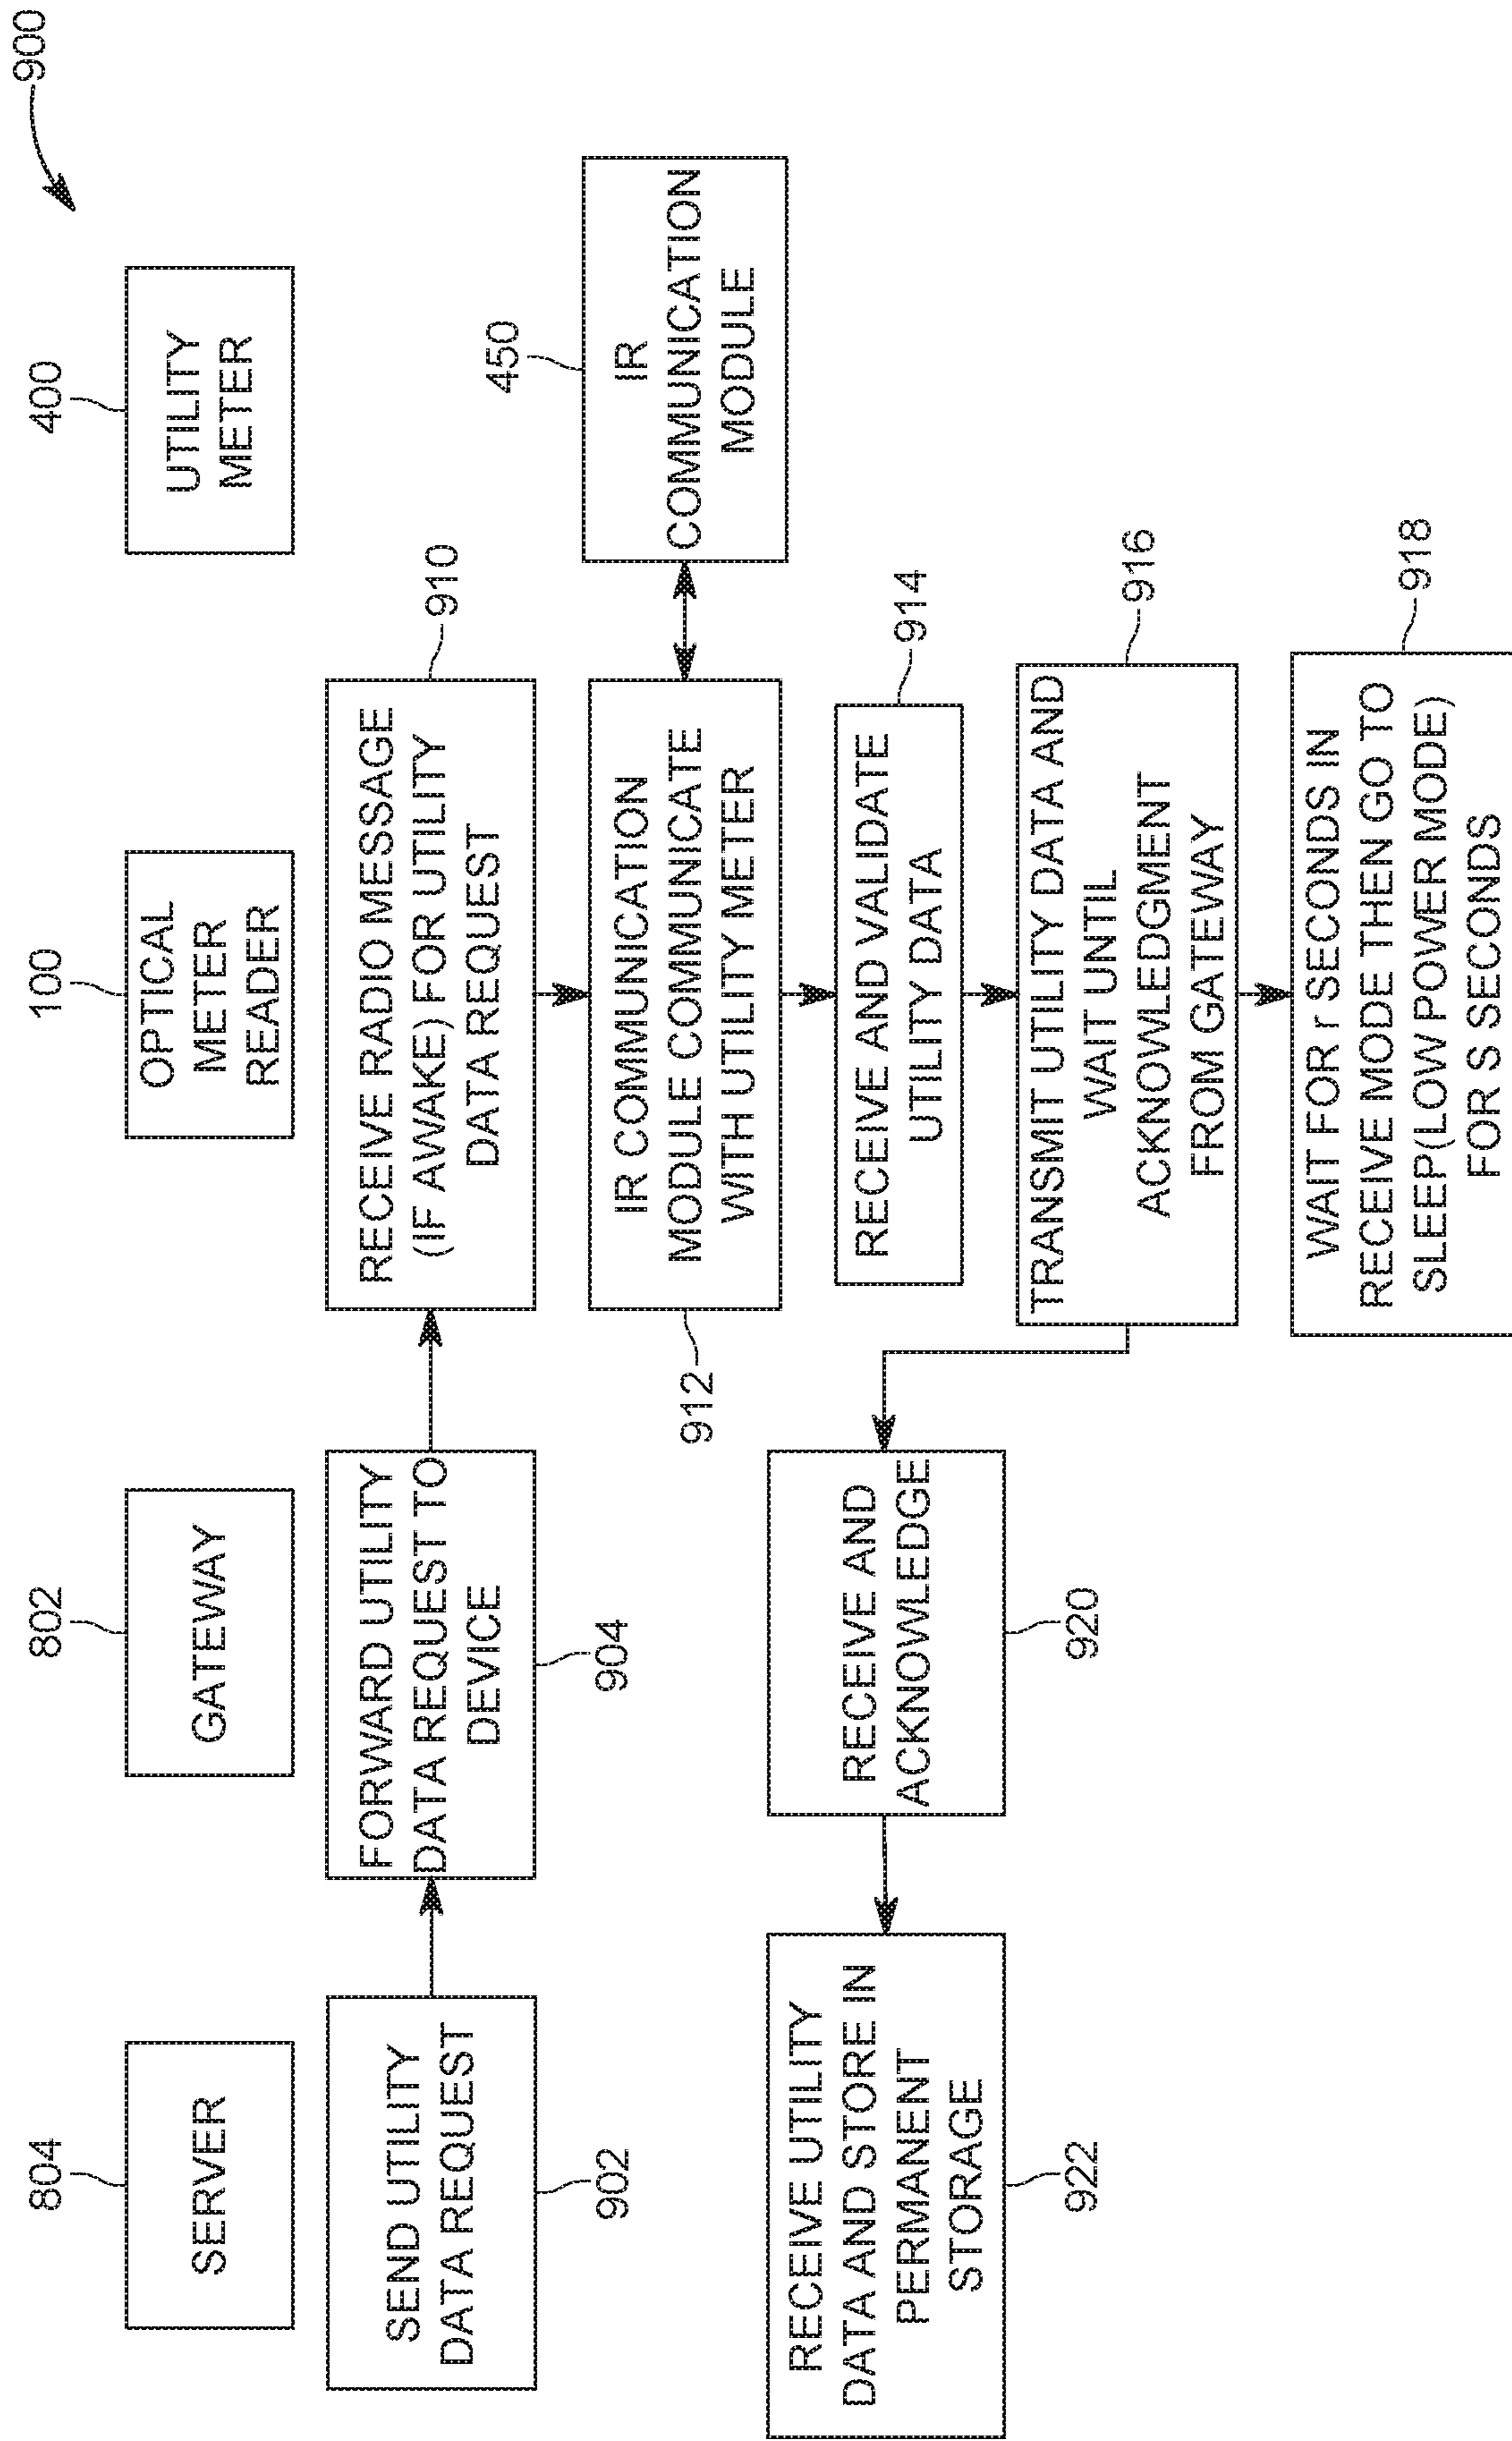 900
804
802
100
400
SERVER
GATEWAY
OPTICAL
METER
READER
UTILITY
METER
SEND UTILITY
DATA REQUEST
902
FORWARD UTILITY
DATA REQUEST TO
DEVICE
904
RECEIVE RADIO MESSAGE
(IF AWAKE) FOR UTILITY
DATA REQUEST
910
IR COMMUNICATION
MODULE COMMUNICATE
WITH UTILITY METER
912
450
IR
COMMUNICATION
MODULE
RECEIVE AND VALIDATE
UTILITY DATA
914
TRANSMIT UTILITY DATA AND
WAIT UNTIL
ACKNOWLEDGMENT
FROM GATEWAY
916
WAIT FOR r SECONDS IN
RECEIVE MODE THEN GO TO
SLEEP(LOW POWER MODE)
FOR S SECONDS
918
RECEIVE AND
ACKNOWLEDGE
920
RECEIVE UTILITY
DATA AND STORE IN
PERMANENT
STORAGE
922